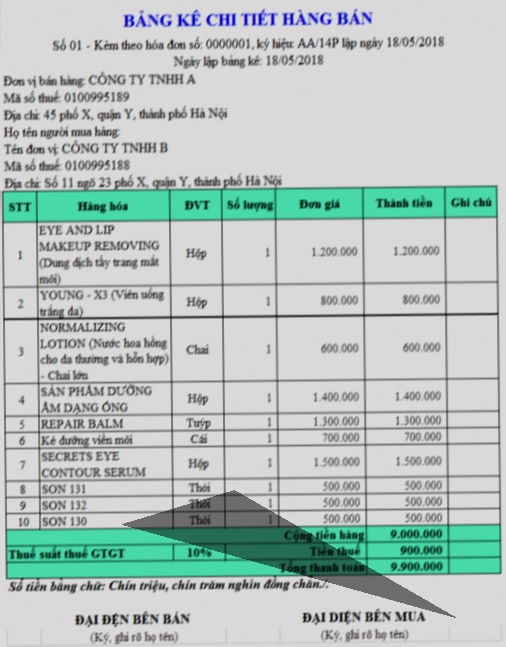 BẢNG KÊ CHI TIẾT HÀNG BÁN
Số 01 - Kèm theo hóa đơn số: 0000001, ký hiệu: AA/14P lập ngày 18/05/2018
Ngày lập bảng kê: 18/05/2018
Đơn vị bán hàng: CÔNG TY TNHH A
Mã số thuế: 0100995189
Địa chỉ: 45 phố X, quận Y, thành phố Hà Nội
Họ tên người mua hàng:
Tên đơn vị: CÔNG TY TNHH B
Mã số thuế: 0100995188
Địa chỉ: Số 11 ngõ 23 phố X, quận Y, thành phố Hà Nội
STT Hàng hóa ĐVT Số lượng Đơn giá Thành tiền Ghi chú
1 EYE AND LIP MAKEUP REMOVING (Dung dịch tẩy trang mắt môi) Hộp 1 1.200.000 1.200.000
2 YOUNG - X3 (Viên uống trắng da) Hộp 1 800.000 800.000
3 NORMALIZING LOTION (Nước hoa hồng cho da thường và hỗn hợp) - Chai lớn Chai 1 600.000 600.000
4 SẢN PHẨM DƯỠNG ẨM DẠNG ỐNG Hộp 1 1.400.000 1.400.000
5 REPAIR BALM Tuýp 1 1.300.000 1.300.000
6 Kẻ dưỡng viền môi Cái 1 700.000 700.000
7 SECRETS EYE CONTOUR SERUM Hộp 1 1.500.000 1.500.000
8 SON 131 Thỏi 1 500.000 500.000
9 SON 132 Thỏi 1 500.000 500.000
10 SON 130 Thỏi 1 500.000 500.000
Cộng tiền hàng 9.000.000
Thuế suất thuế GTGT 10% Tiền thuế 900.000
Tổng thanh toán 9.900.000
Số tiền bằng chữ: Chín triệu, chín trăm nghìn đồng chẵn./.
ĐẠI ĐỆN BÊN BÁN ĐẠI DIỆN BÊN MUA
(Ký, ghi rõ họ tên) (Ký, ghi rõ họ tên)